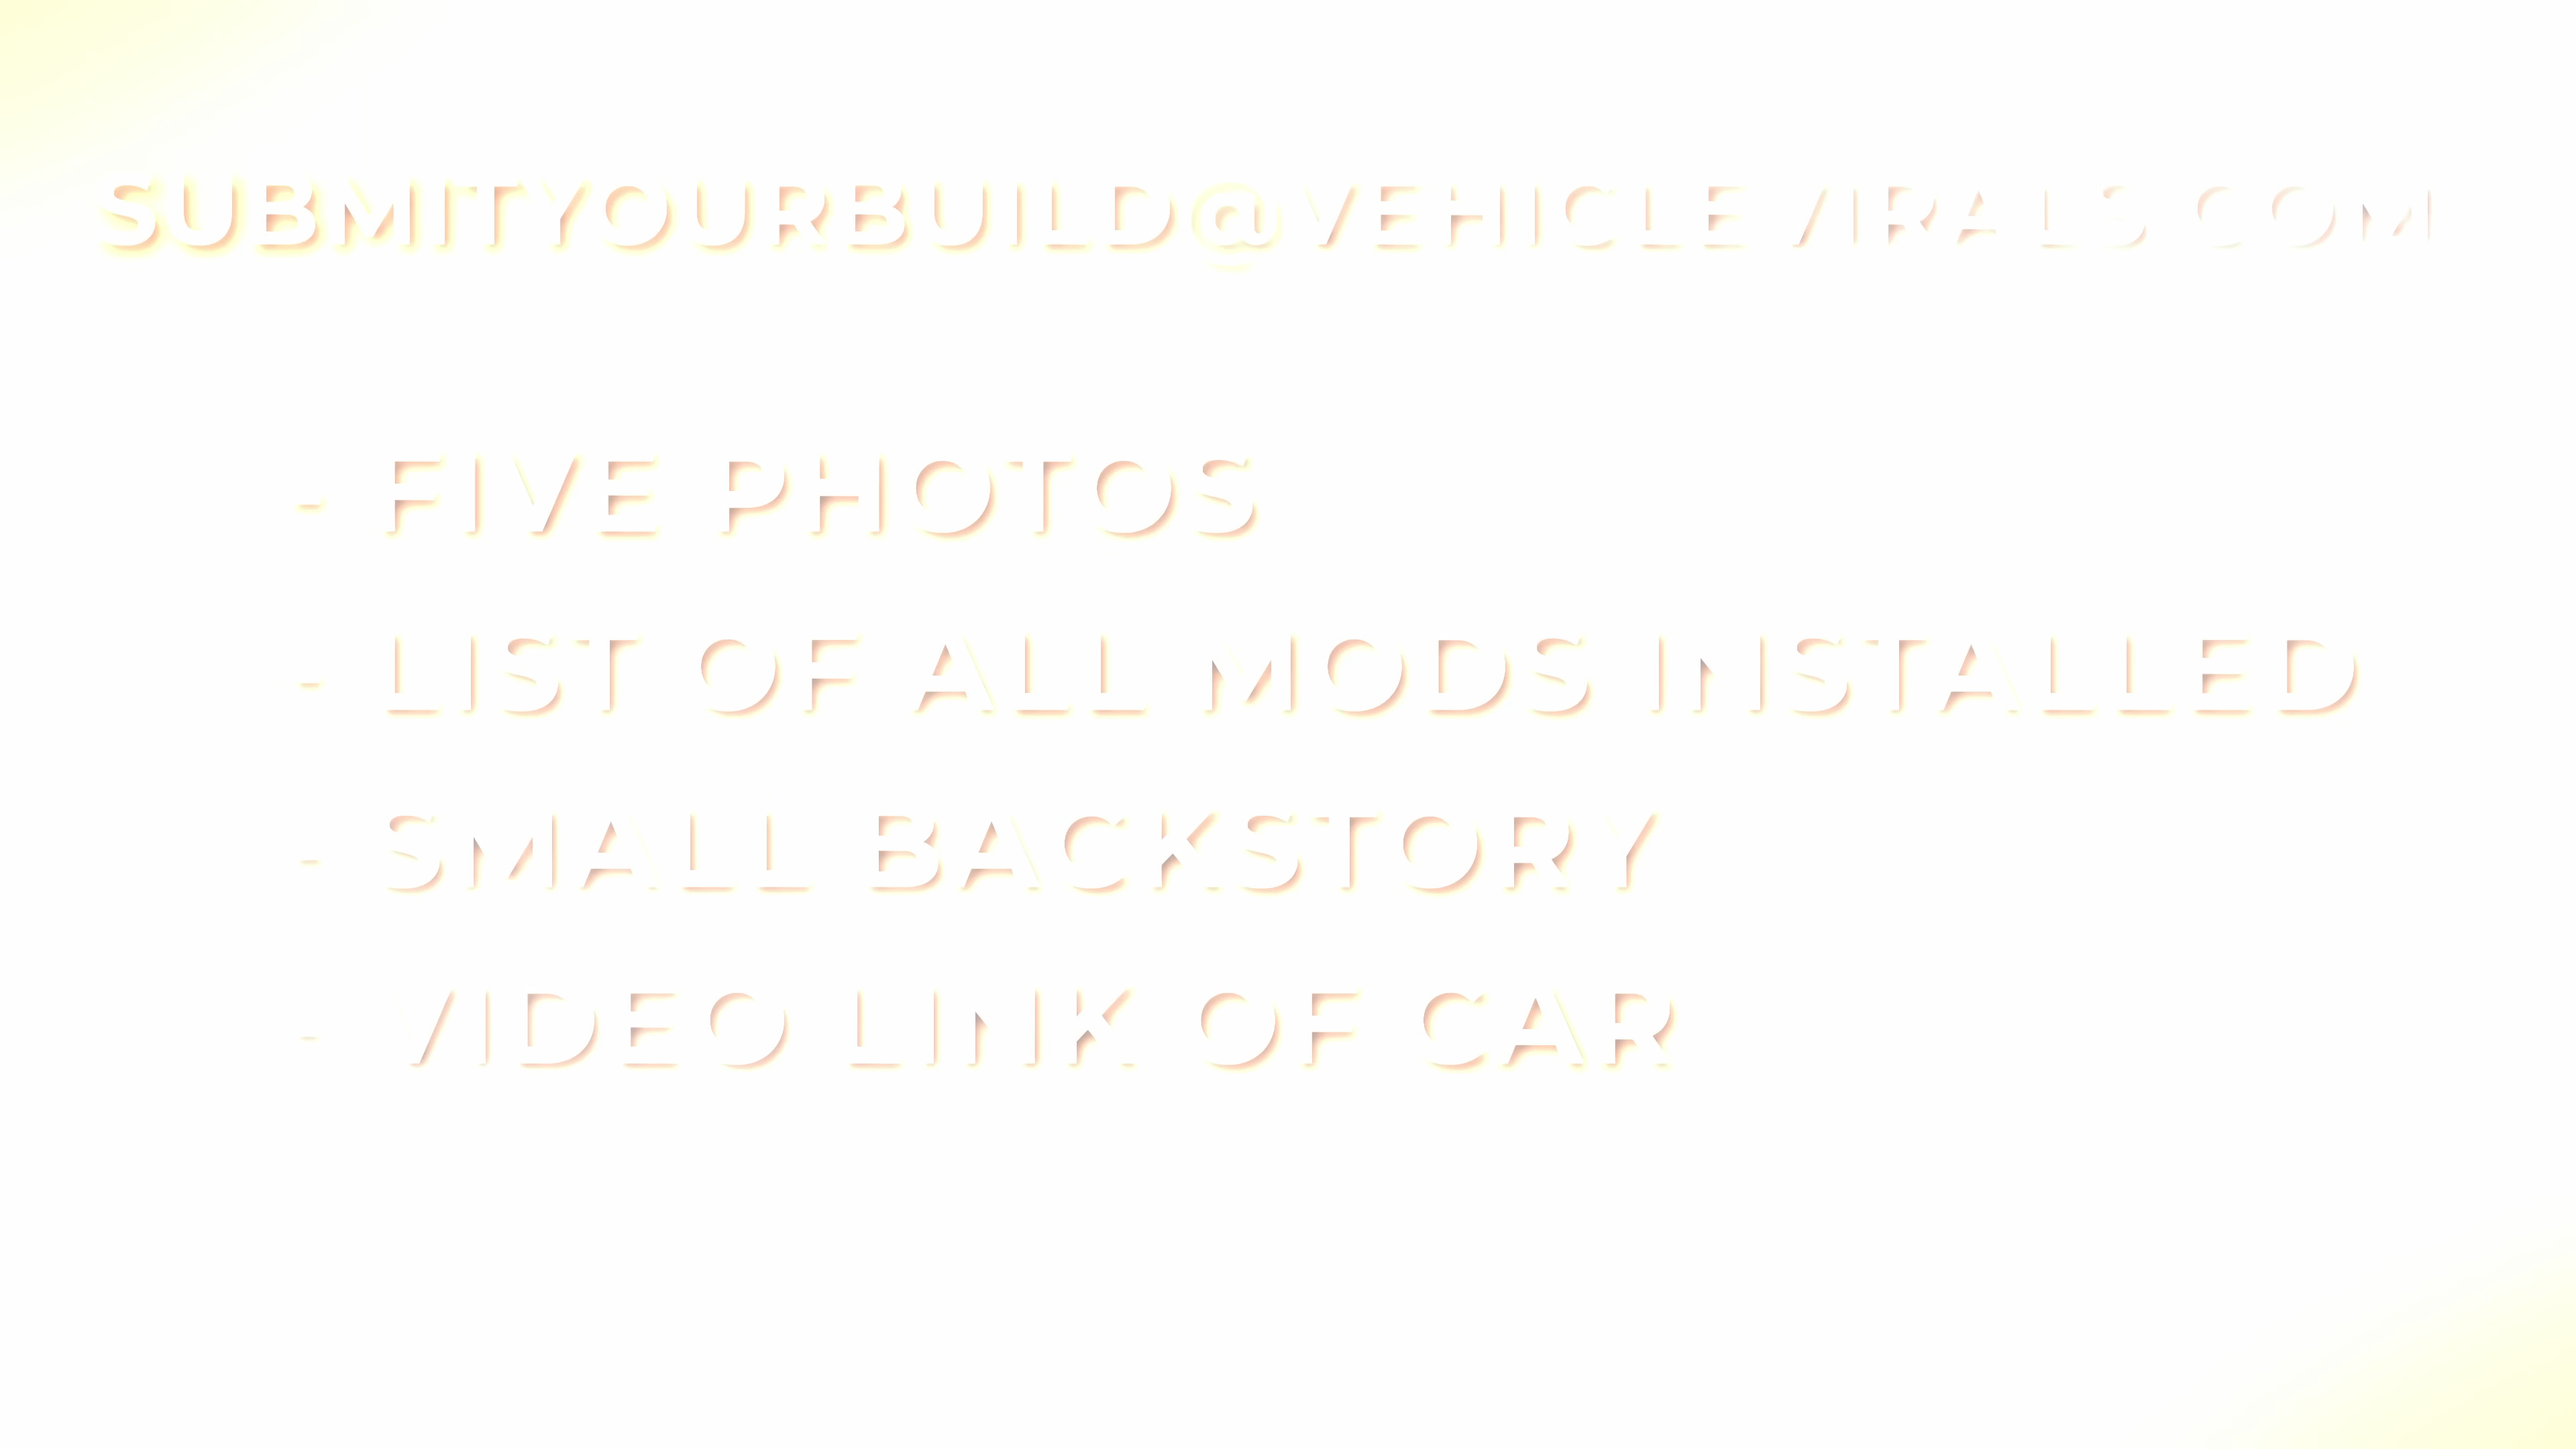 SUBMITYOURBUILD@VEHICLEVIRALS.COM
- FIVE PHOTOS
- LIST OF ALL MODS INSTALLED
- SMALL BACKSTORY
- VIDEO LINK OF CAR